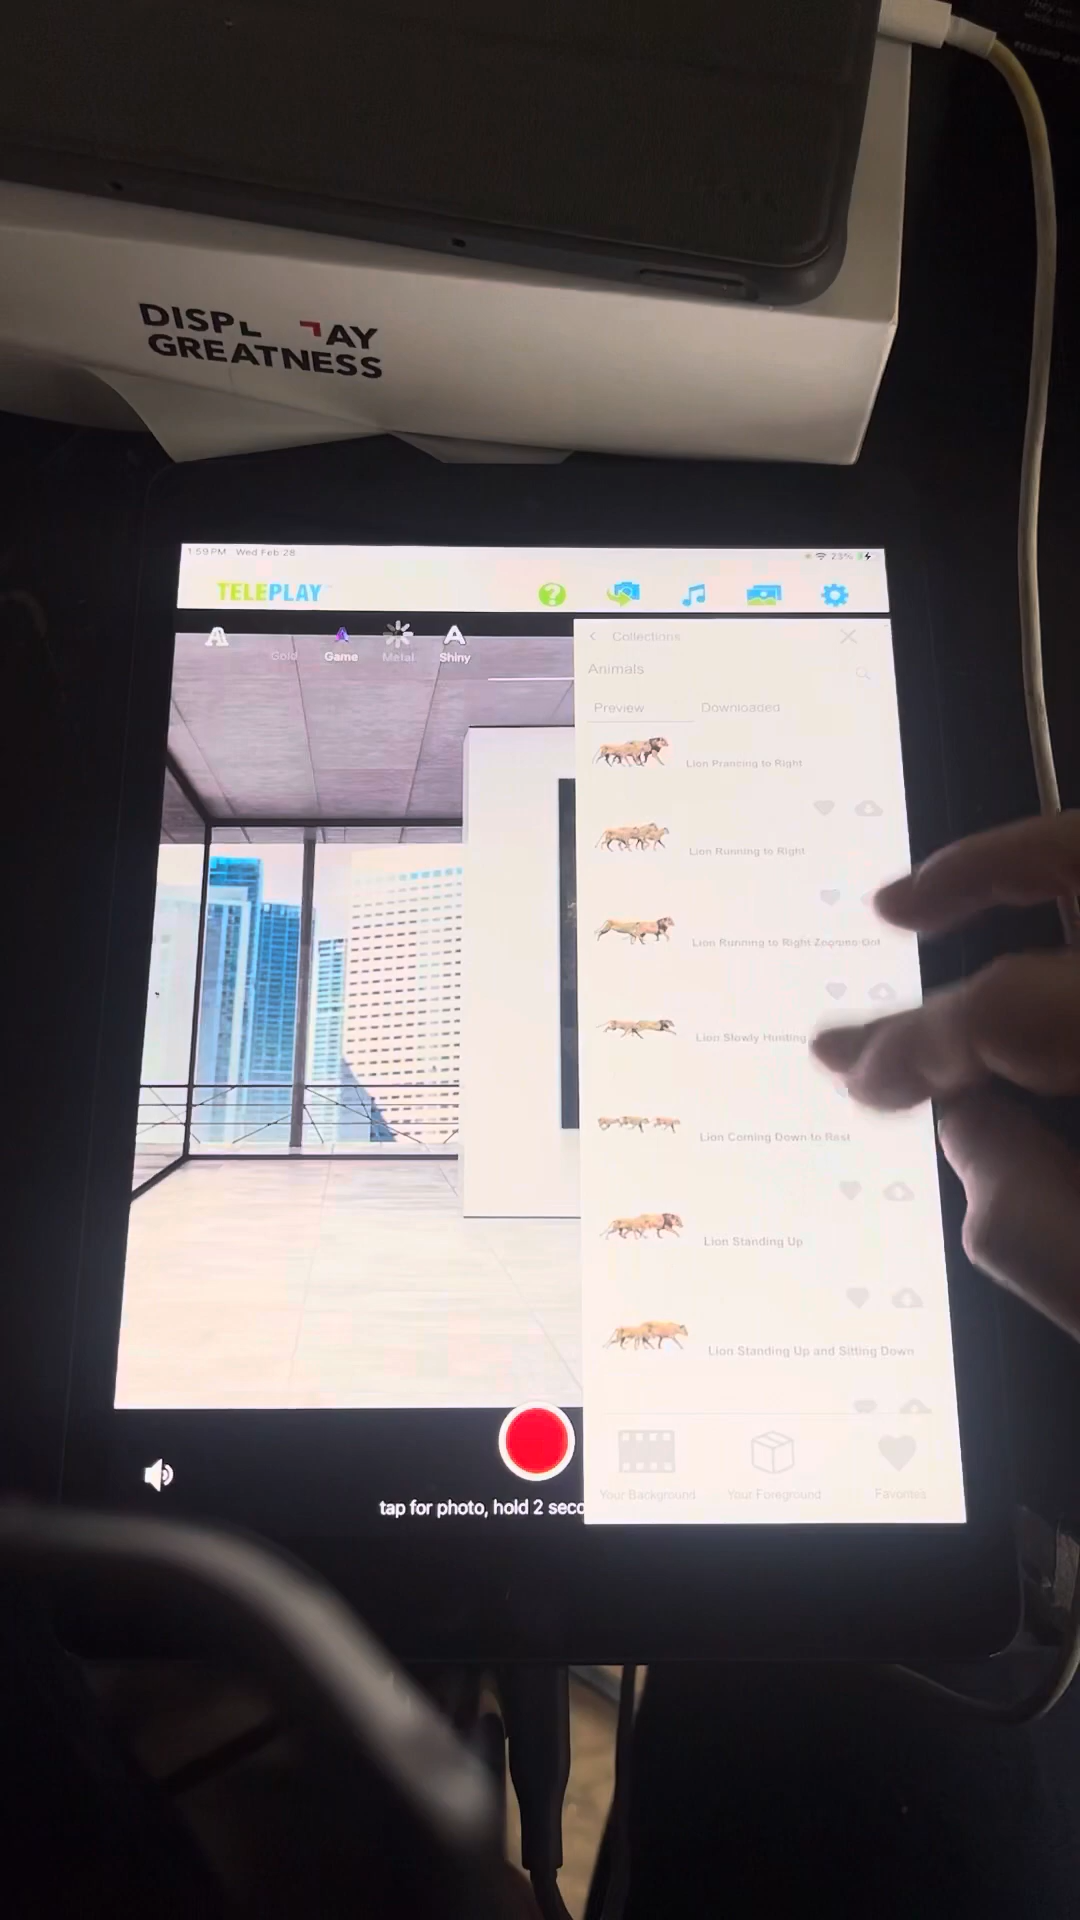 DISPL AY
GREATNESS
1:59 PM Wed Feb 28
23%
TELEPLAY
Gold
Game
Metal
Shiny
Collections
Animals
Preview
Downloaded
Lion Prancing to Right
Lion Running to Right
Lion Running to Right Zooming Out
Lion Slowly Hunting
Lion Coming Down to Rest
Lion Standing Up
Lion Standing Up and Sitting Down
Your Background
Your Foreground
Favorites
tap for photo, hold 2 seco